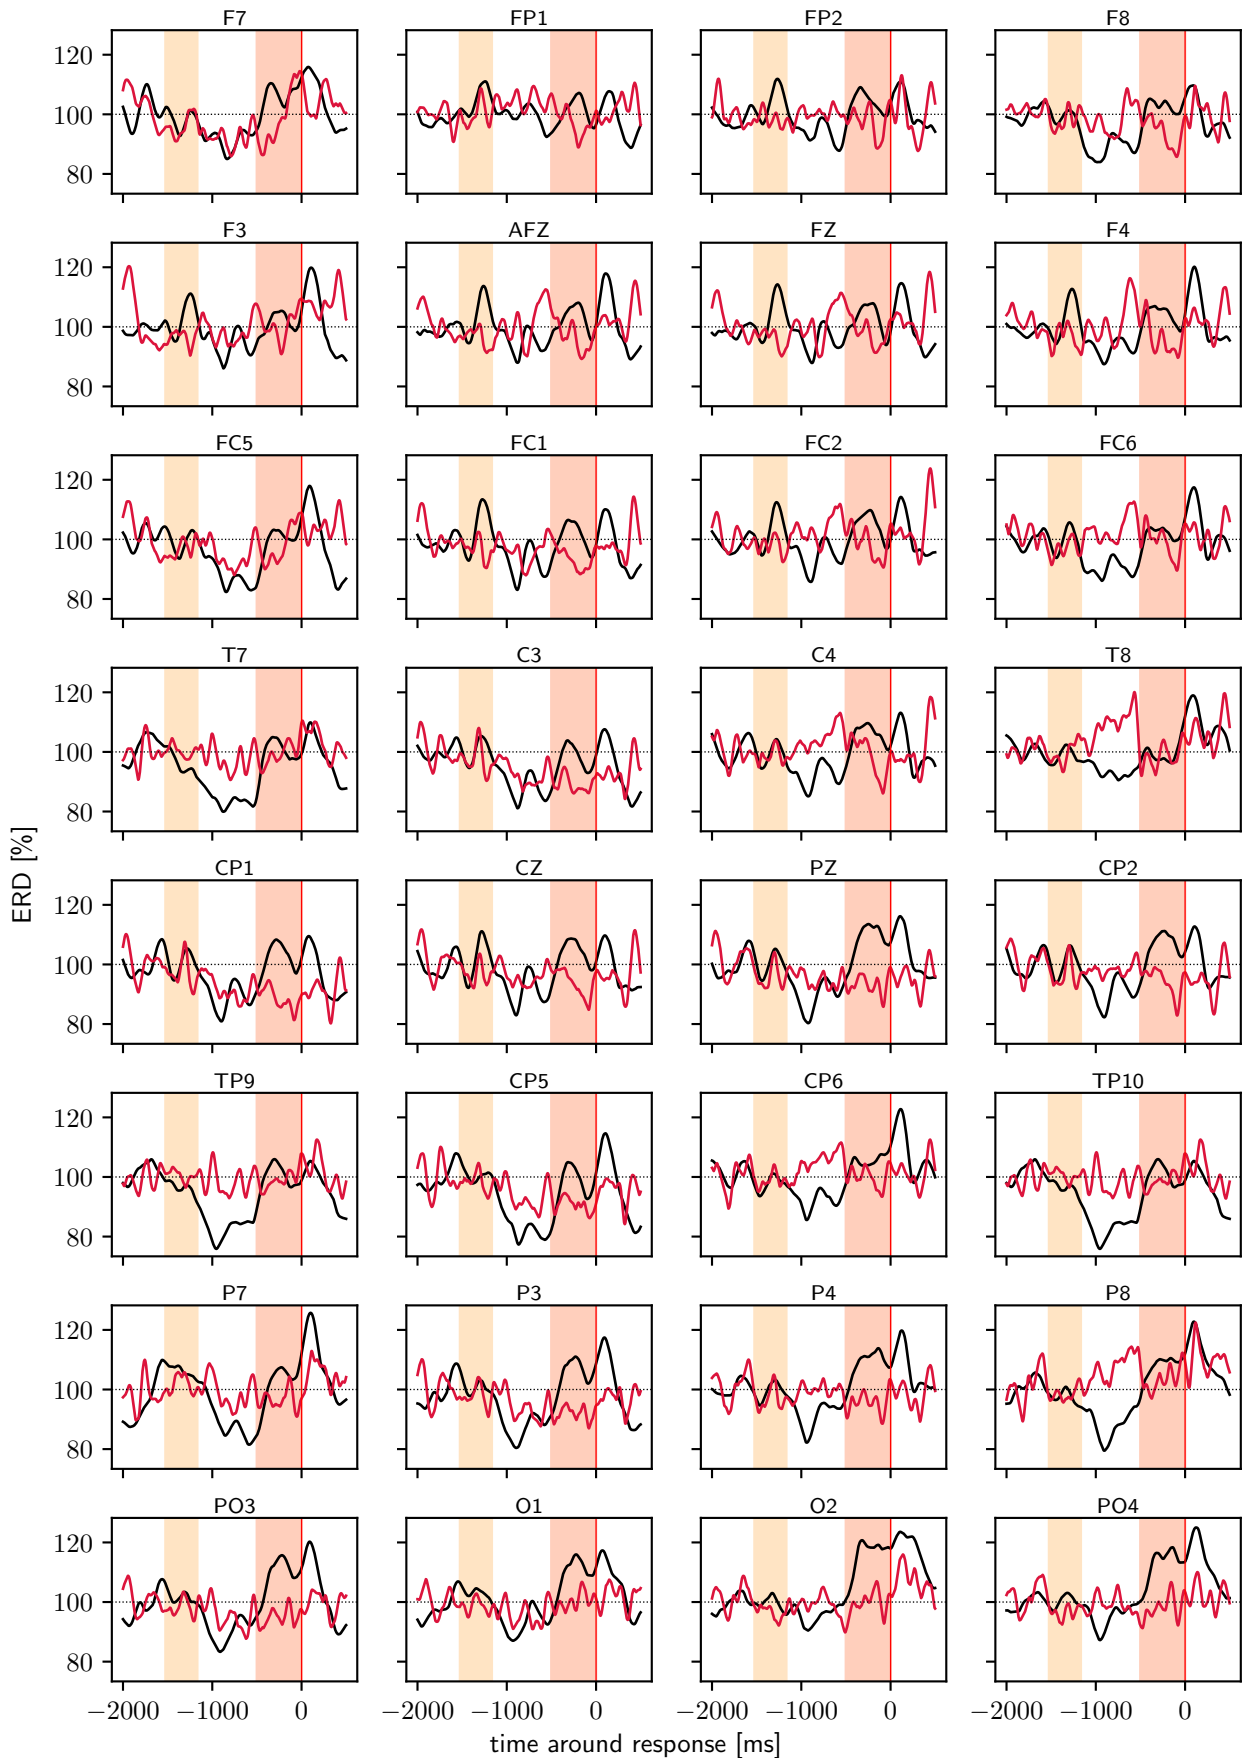 F7 FP1 FP2 F8
120
100
80
F3 AFZ FZ F4
120
100
80
FC5 FC1 FC2 FC6
120
100
80
T7 C3 C4 T8
120
100
80
ERD [%]
CP1 CZ PZ CP2
120
100
80
TP9 CP5 CP6 TP10
120
100
80
P7 P3 P4 P8
120
100
80
PO3 O1 O2 PO4
120
100
80
−2000 −1000 0 −2000 −1000 0 −2000 −1000 0 −2000 −1000 0
time around response [ms]